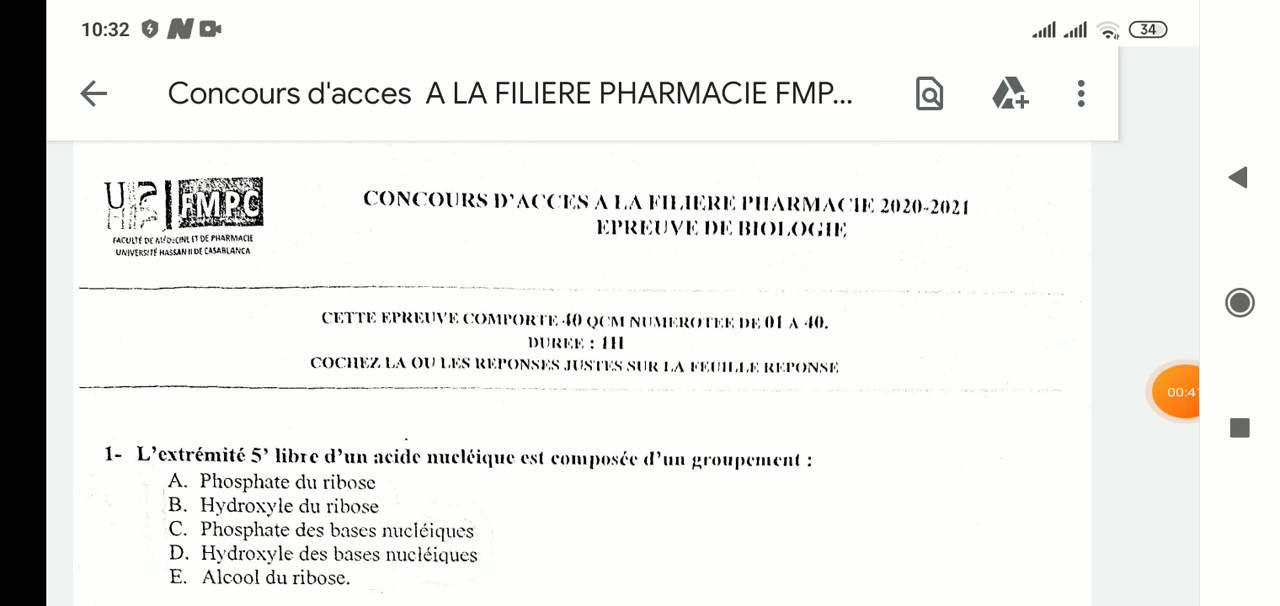 10:32
34
Concours d'acces A LA FILIERE PHARMACIE FMP...
FMPC
FACULTÉ DE MÉDECINE ET DE PHARMACIE
UNIVERSITÉ HASSAN II DE CASABLANCA
CONCOURS D'ACCES A LA FILIERE PHARMACIE 2020-2021
EPREUVE DE BIOLOGIE
CETTE EPREUVE COMPORTE 40 QCM NUMEROTEE DE 01 A 40.
DUREE : 1H
COCHEZ LA OU LES REPONSES JUSTES SUR LA FEUILLE REPONSE
00:41
1- L'extrémité 5' libre d'un acide nucléique est composée d'un groupement :
A. Phosphate du ribose
B. Hydroxyle du ribose
C. Phosphate des bases nucléiques
D. Hydroxyle des bases nucléiques
E. Alcool du ribose.